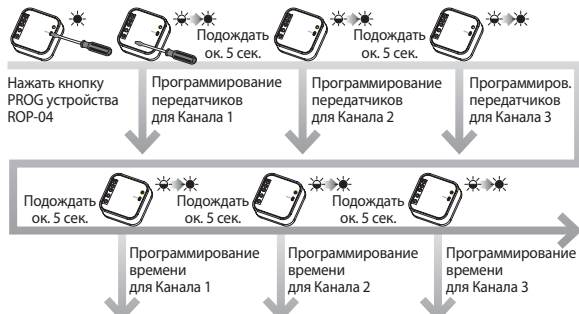 Подождать
ок. 5 сек.
Подождать
ок. 5 сек.
Нажать кнопку
PROG устройства
ROP-04
Программирование
передатчиков
для Канала 1
Программирование
передатчиков
для Канала 2
Программиров.
передатчиков
для Канала 3
Подождать
ок. 5 сек.
Подождать
ок. 5 сек.
Подождать
ок. 5 сек.
Программирование
времени
для Канала 1
Программирование
времени
для Канала 2
Программирование
времени
для Канала 3